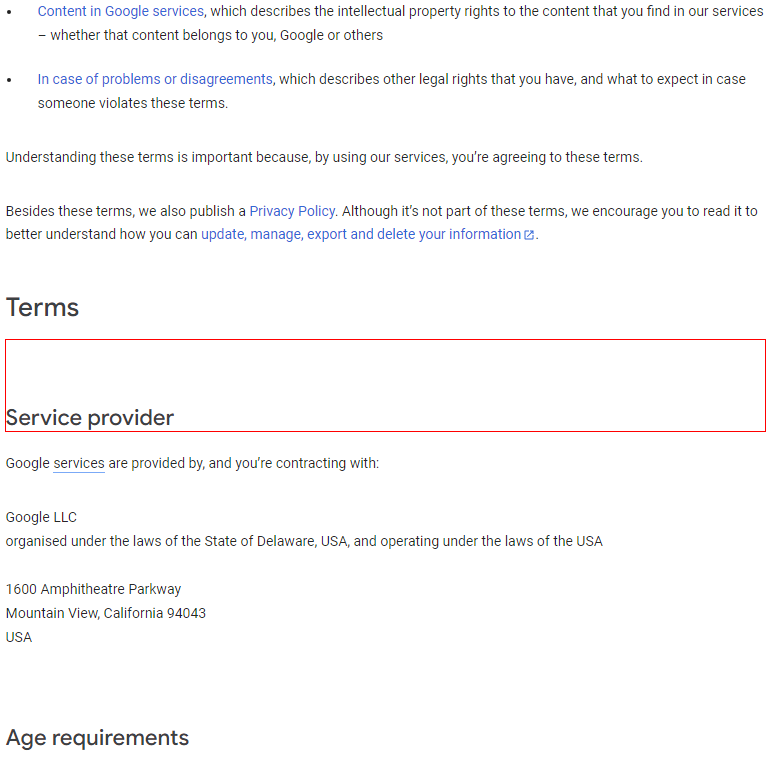 • Content in Google services, which describes the intellectual property rights to the content that you find in our services
– whether that content belongs to you, Google or others
• In case of problems or disagreements, which describes other legal rights that you have, and what to expect in case
someone violates these terms.
Understanding these terms is important because, by using our services, you’re agreeing to these terms.
Besides these terms, we also publish a Privacy Policy. Although it’s not part of these terms, we encourage you to read it to
better understand how you can update, manage, export and delete your information.
Terms
Service provider
Google services are provided by, and you’re contracting with:
Google LLC
organised under the laws of the State of Delaware, USA, and operating under the laws of the USA
1600 Amphitheatre Parkway
Mountain View, California 94043
USA
Age requirements